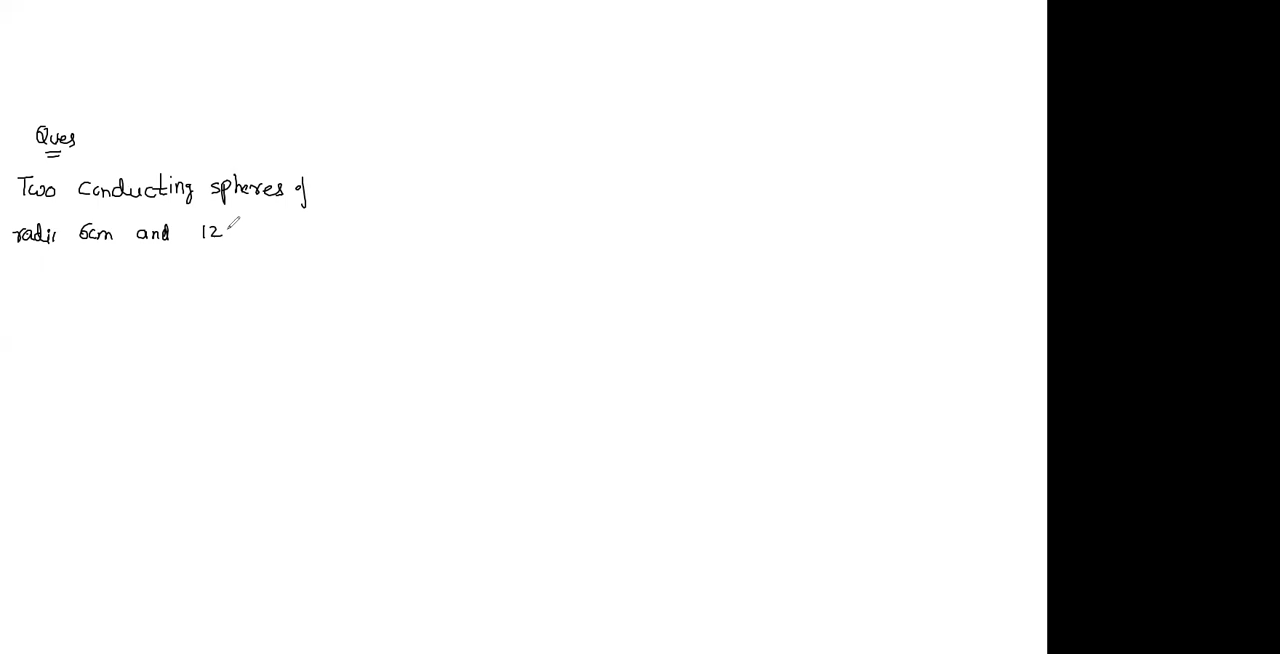 Ques
Two conducting spheres of
radii 6cm and 12